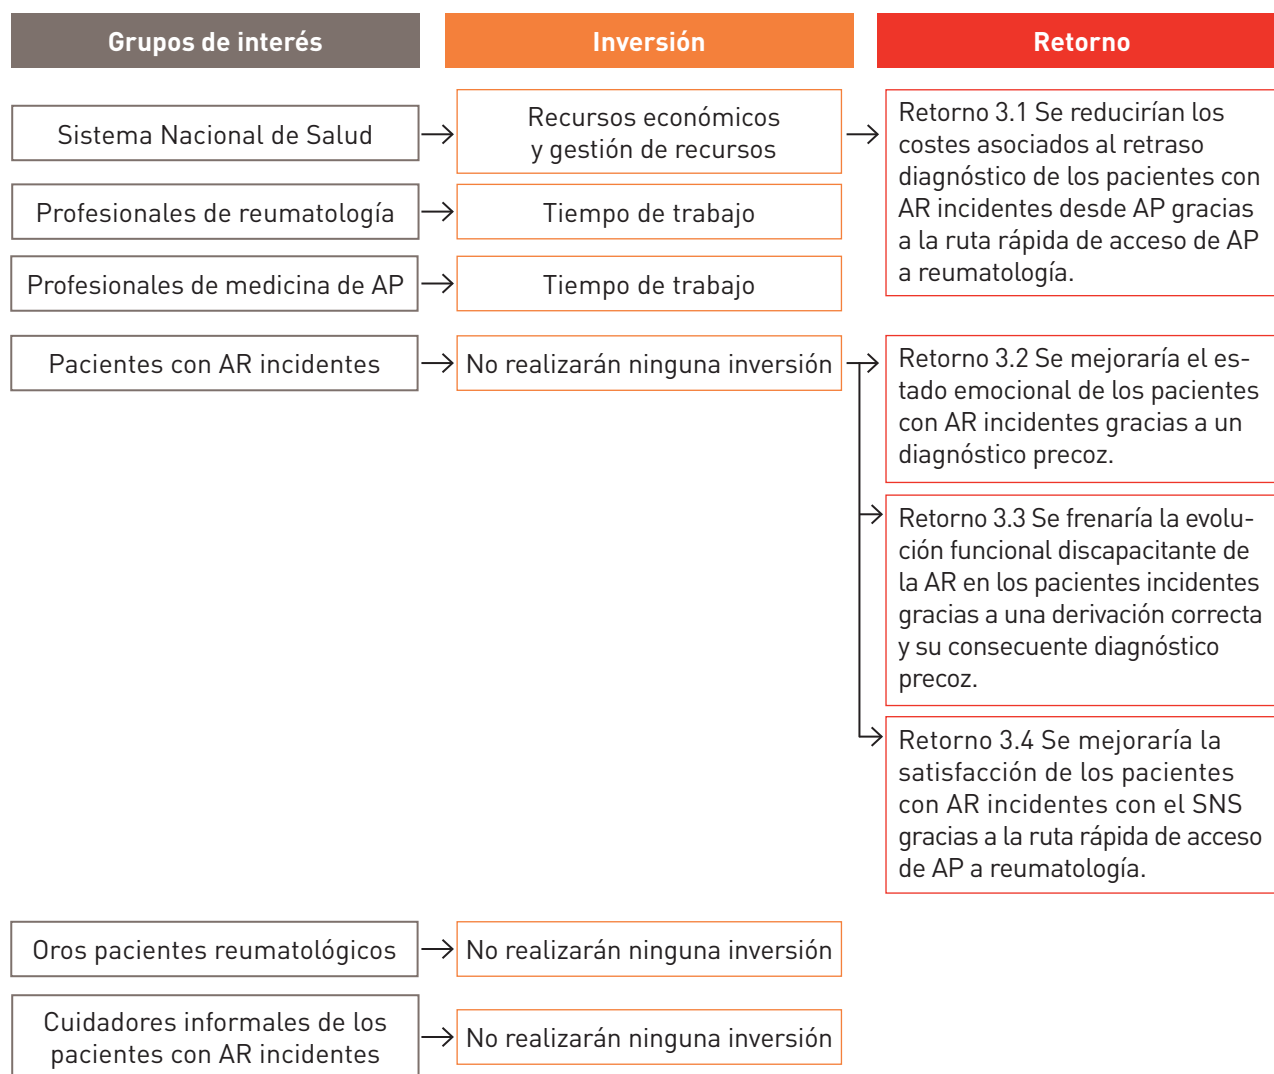 Grupos de interés
Inversión
Retorno
Sistema Nacional de Salud
Recursos económicos
y gestión de recursos
Retorno 3.1 Se reducirían los
costes asociados al retraso
diagnóstico de los pacientes con
AR incidentes desde AP gracias
a la ruta rápida de acceso de AP
a reumatología.
Profesionales de reumatología
Tiempo de trabajo
Profesionales de medicina de AP
Tiempo de trabajo
Pacientes con AR incidentes
No realizarán ninguna inversión
Retorno 3.2 Se mejoraría el es-
tado emocional de los pacientes
con AR incidentes gracias a un
diagnóstico precoz.
Retorno 3.3 Se frenaría la evolu-
ción funcional discapacitante de
la AR en los pacientes incidentes
gracias a una derivación correcta
y su consecuente diagnóstico
precoz.
Retorno 3.4 Se mejoraría la
satisfacción de los pacientes
con AR incidentes con el SNS
gracias a la ruta rápida de acceso
de AP a reumatología.
Oros pacientes reumatológicos
No realizarán ninguna inversión
Cuidadores informales de los
pacientes con AR incidentes
No realizarán ninguna inversión